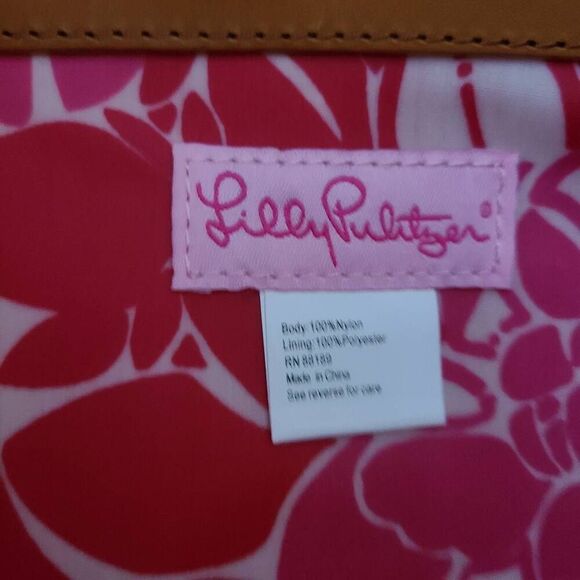 Lilly Pulitzer®
Body:100%Nylon
Lining:100%Polyester
RN 88189
Made in China
See reverse for care